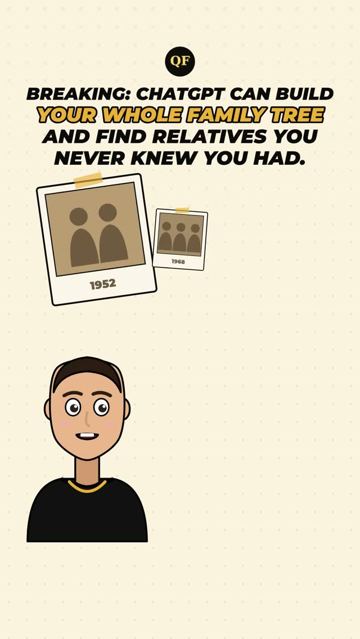 QF
BREAKING: CHATGPT CAN BUILD
YOUR WHOLE FAMILY TREE
AND FIND RELATIVES YOU
NEVER KNEW YOU HAD.
1952
1968